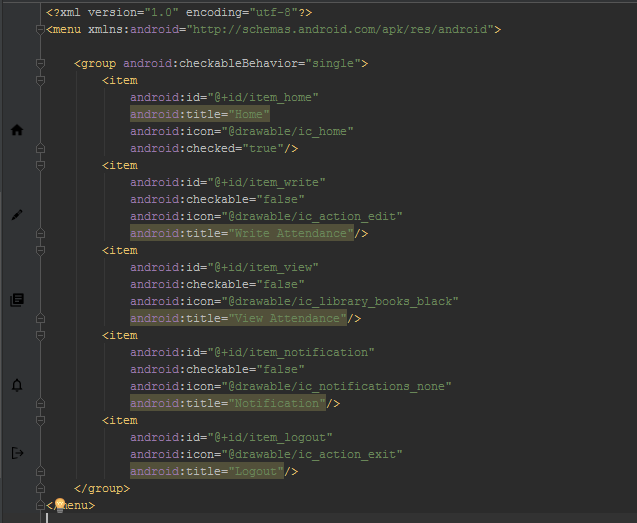 <?xml version="1.0" encoding="utf-8"?>
<menu xmlns:android="http://schemas.android.com/apk/res/android">
<group android:checkableBehavior="single">
<item
android:id="@+id/item_home"
android:title="Home"
android:icon="@drawable/ic_home"
android:checked="true"/>
<item
android:id="@+id/item_write"
android:checkable="false"
android:icon="@drawable/ic_action_edit"
android:title="Write Attendance"/>
<item
android:id="@+id/item_view"
android:checkable="false"
android:icon="@drawable/ic_library_books_black"
android:title="View Attendance"/>
<item
android:id="@+id/item_notification"
android:checkable="false"
android:icon="@drawable/ic_notifications_none"
android:title="Notification"/>
<item
android:id="@+id/item_logout"
android:icon="@drawable/ic_action_exit"
android:title="Logout"/>
</group>
</menu>